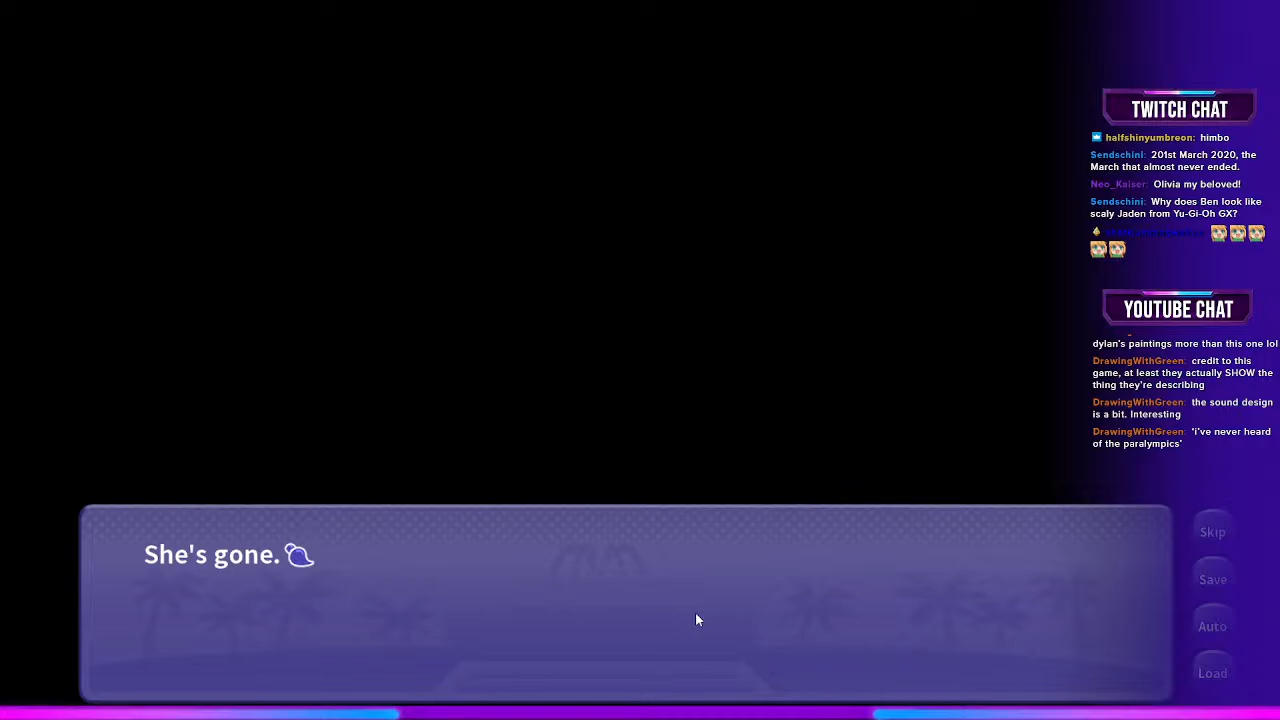 TWITCH CHAT
halfshinyumbreon: himbo
Sendschini: 201st March 2020, the
March that almost never ended.
Neo_Kaiser: Olivia my beloved!
Sendschini: Why does Ben look like
scaly Jaden from Yu-Gi-Oh GX?
YOUTUBE CHAT
dylan's paintings more than this one lol
DrawingWithGreen: credit to this
game, at least they actually SHOW the
thing they're describing
DrawingWithGreen: the sound design
is a bit. Interesting
DrawingWithGreen: "i've never heard
of the paralympics"
She's gone.
Skip
Save
Auto
Load